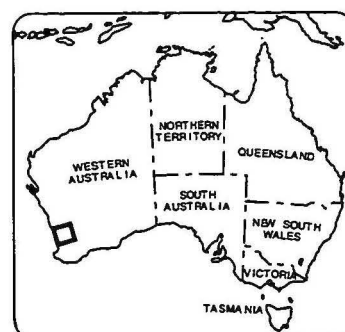 NORTHERN
TERRITORY
QUEENSLAND
WESTERN
AUSTRALIA
SOUTH
AUSTRALIA
NEW SOUTH
WALES
VICTORIA
TASMANIA